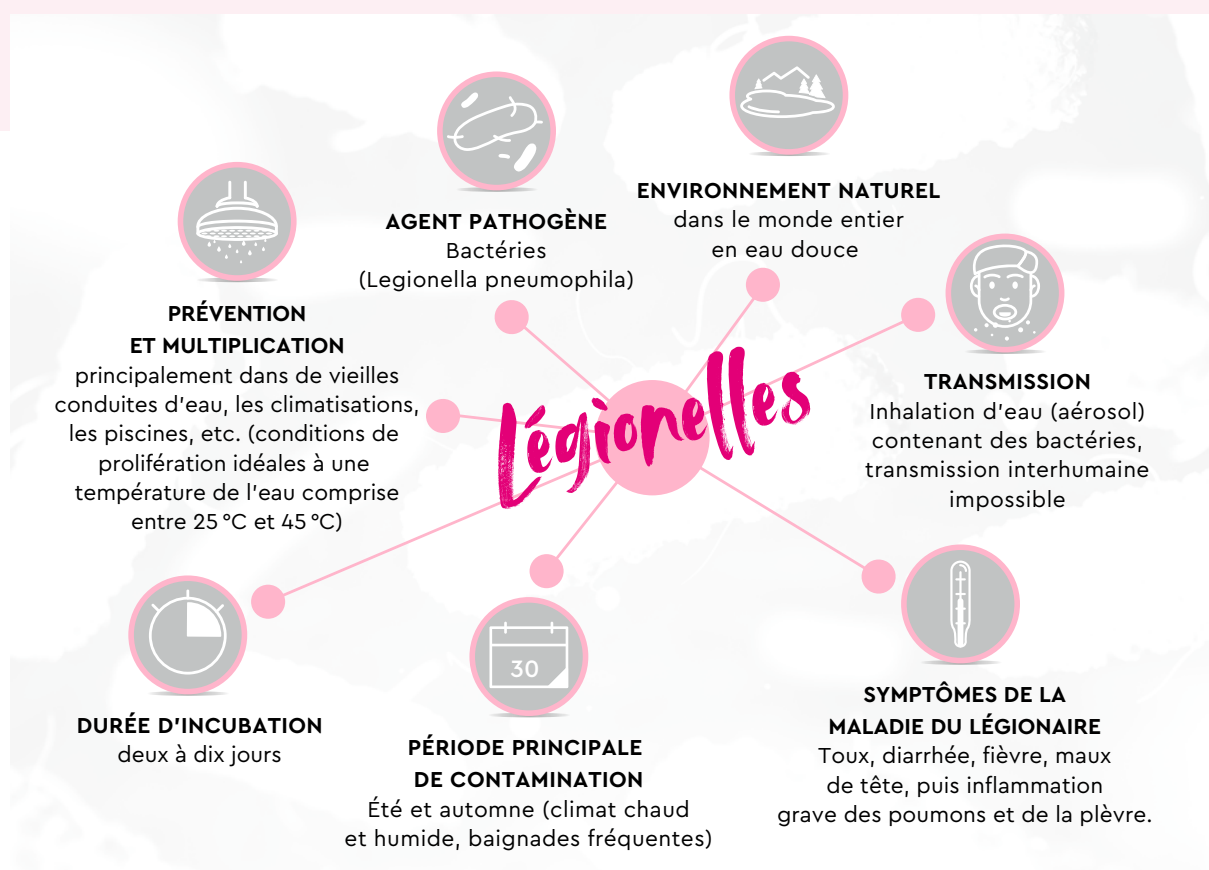 AGENT PATHOGÈNE
Bactéries
(Legionella pneumophila)
ENVIRONNEMENT NATUREL
dans le monde entier
en eau douce
PRÉVENTION
ET MULTIPLICATION
principalement dans de vieilles
conduites d'eau, les climatisations,
les piscines, etc. (conditions de
prolifération idéales à une
température de l'eau comprise
entre 25 °C et 45 °C)
Légionelles
TRANSMISSION
Inhalation d'eau (aérosol)
contenant des bactéries,
transmission interhumaine
impossible
DURÉE D'INCUBATION
deux à dix jours
30
PÉRIODE PRINCIPALE
DE CONTAMINATION
Été et automne (climat chaud
et humide, baignades fréquentes)
SYMPTÔMES DE LA
MALADIE DU LÉGIONAIRE
Toux, diarrhée, fièvre, maux
de tête, puis inflammation
grave des poumons et de la plèvre.